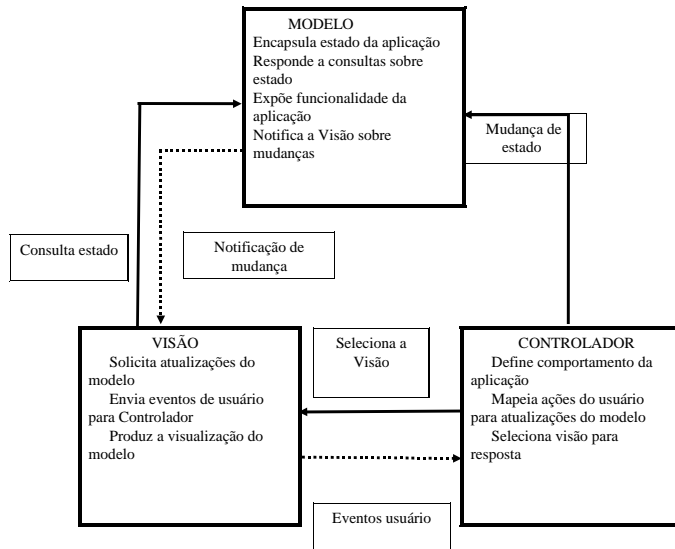 MODELO
Encapsula estado da aplicação
Responde a consultas sobre
estado
Expõe funcionalidade da
aplicação
Notifica a Visão sobre
mudanças
Mudança de
estado
Consulta estado
Notificação de
mudança
VISÃO
Solicita atualizações do
modelo
Envia eventos de usuário
para Controlador
Produz a visualização do
modelo
Seleciona a
Visão
CONTROLADOR
Define comportamento da
aplicação
Mapeia ações do usuário
para atualizações do modelo
Seleciona visão para
resposta
Eventos usuário